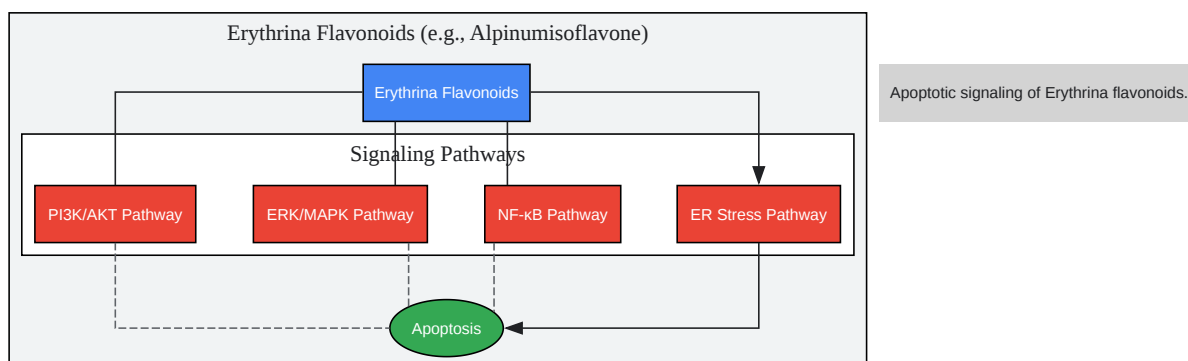 Erythrina Flavonoids (e.g., Alpinumisoflavone)
Erythrina Flavonoids
Apoptotic signaling of Erythrina flavonoids.
Signaling Pathways
PI3K/AKT Pathway
ERK/MAPK Pathway
NF-κB Pathway
ER Stress Pathway
Apoptosis